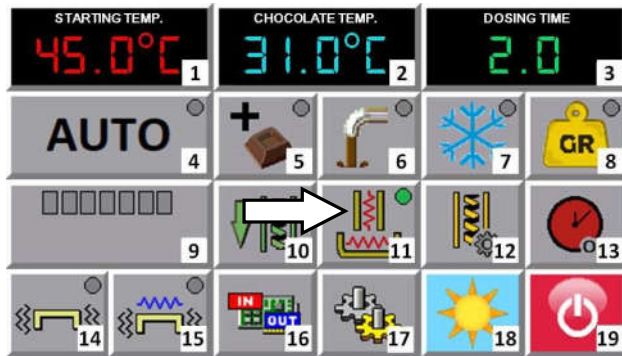 STARTING TEMP. CHOCOLATE TEMP. DOSING TIME
45.0°C 1 31.0°C 2 2.0 3
AUTO 4 + 5 6 7 GR 8
9 10 11 12 13
14 15 IN OUT 16 17 18 19